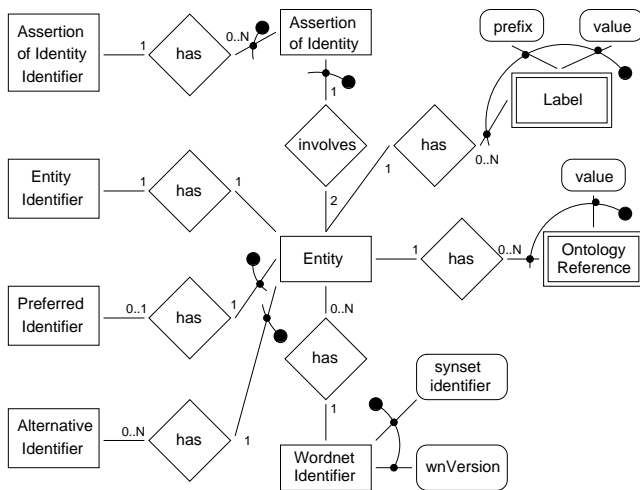 Assertion
of Identity
Identifier
1
has
0..N
Assertion
of Identity
prefix
value
Label
1
involves
2
has
1
0..N
Entity
Identifier
1
has
1
value
Entity
1
has
0..N
Ontology
Reference
Preferred
Identifier
0..1
has
1
0..N
has
1
synset
identifier
Alternative
Identifier
0..N
has
1
Wordnet
Identifier
wnVersion